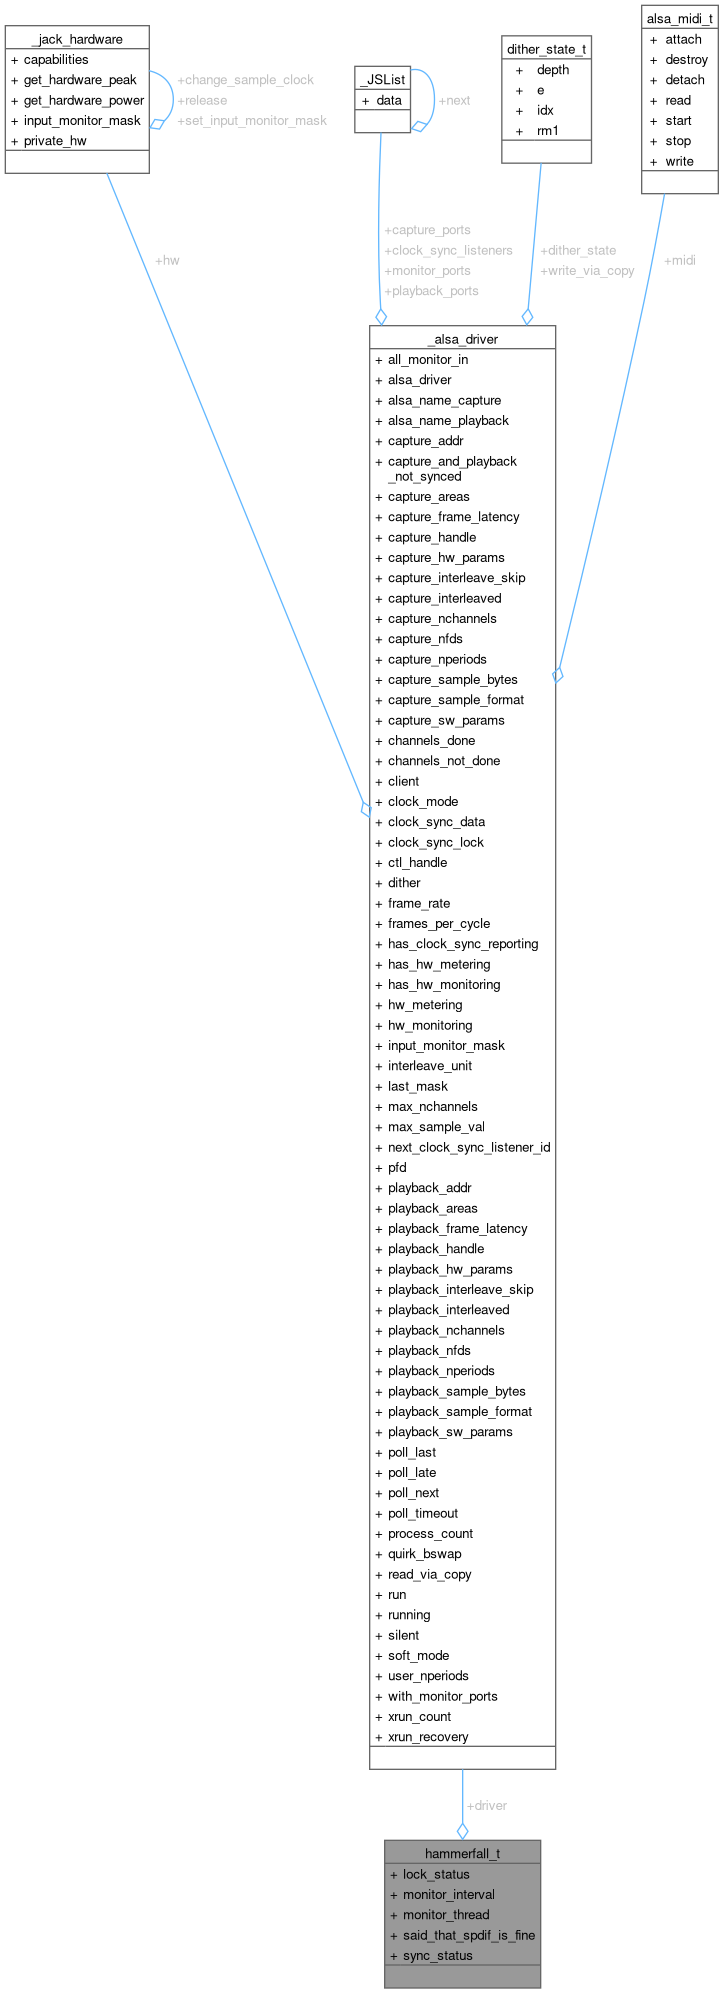 _jack_hardware
+ capabilities
+ get_hardware_peak
+ get_hardware_power
+ input_monitor_mask
+ private_hw
+change_sample_clock
+release
+set_input_monitor_mask
_JSList
+ data
+next
dither_state_t
+ depth
+ e
+ idx
+ rm1
alsa_midi_t
+ attach
+ destroy
+ detach
+ read
+ start
+ stop
+ write
+hw
+capture_ports
+clock_sync_listeners
+monitor_ports
+playback_ports
+dither_state
+write_via_copy
+midi
_alsa_driver
+ all_monitor_in
+ alsa_driver
+ alsa_name_capture
+ alsa_name_playback
+ capture_addr
+ capture_and_playback
_not_synced
+ capture_areas
+ capture_frame_latency
+ capture_handle
+ capture_hw_params
+ capture_interleave_skip
+ capture_interleaved
+ capture_nchannels
+ capture_nfds
+ capture_nperiods
+ capture_sample_bytes
+ capture_sample_format
+ capture_sw_params
+ channels_done
+ channels_not_done
+ client
+ clock_mode
+ clock_sync_data
+ clock_sync_lock
+ ctl_handle
+ dither
+ frame_rate
+ frames_per_cycle
+ has_clock_sync_reporting
+ has_hw_metering
+ has_hw_monitoring
+ hw_metering
+ hw_monitoring
+ input_monitor_mask
+ interleave_unit
+ last_mask
+ max_nchannels
+ max_sample_val
+ next_clock_sync_listener_id
+ pfd
+ playback_addr
+ playback_areas
+ playback_frame_latency
+ playback_handle
+ playback_hw_params
+ playback_interleave_skip
+ playback_interleaved
+ playback_nchannels
+ playback_nfds
+ playback_nperiods
+ playback_sample_bytes
+ playback_sample_format
+ playback_sw_params
+ poll_last
+ poll_late
+ poll_next
+ poll_timeout
+ process_count
+ quirk_bswap
+ read_via_copy
+ run
+ running
+ silent
+ soft_mode
+ user_nperiods
+ with_monitor_ports
+ xrun_count
+ xrun_recovery
+driver
hammerfall_t
+ lock_status
+ monitor_interval
+ monitor_thread
+ said_that_spdif_is_fine
+ sync_status